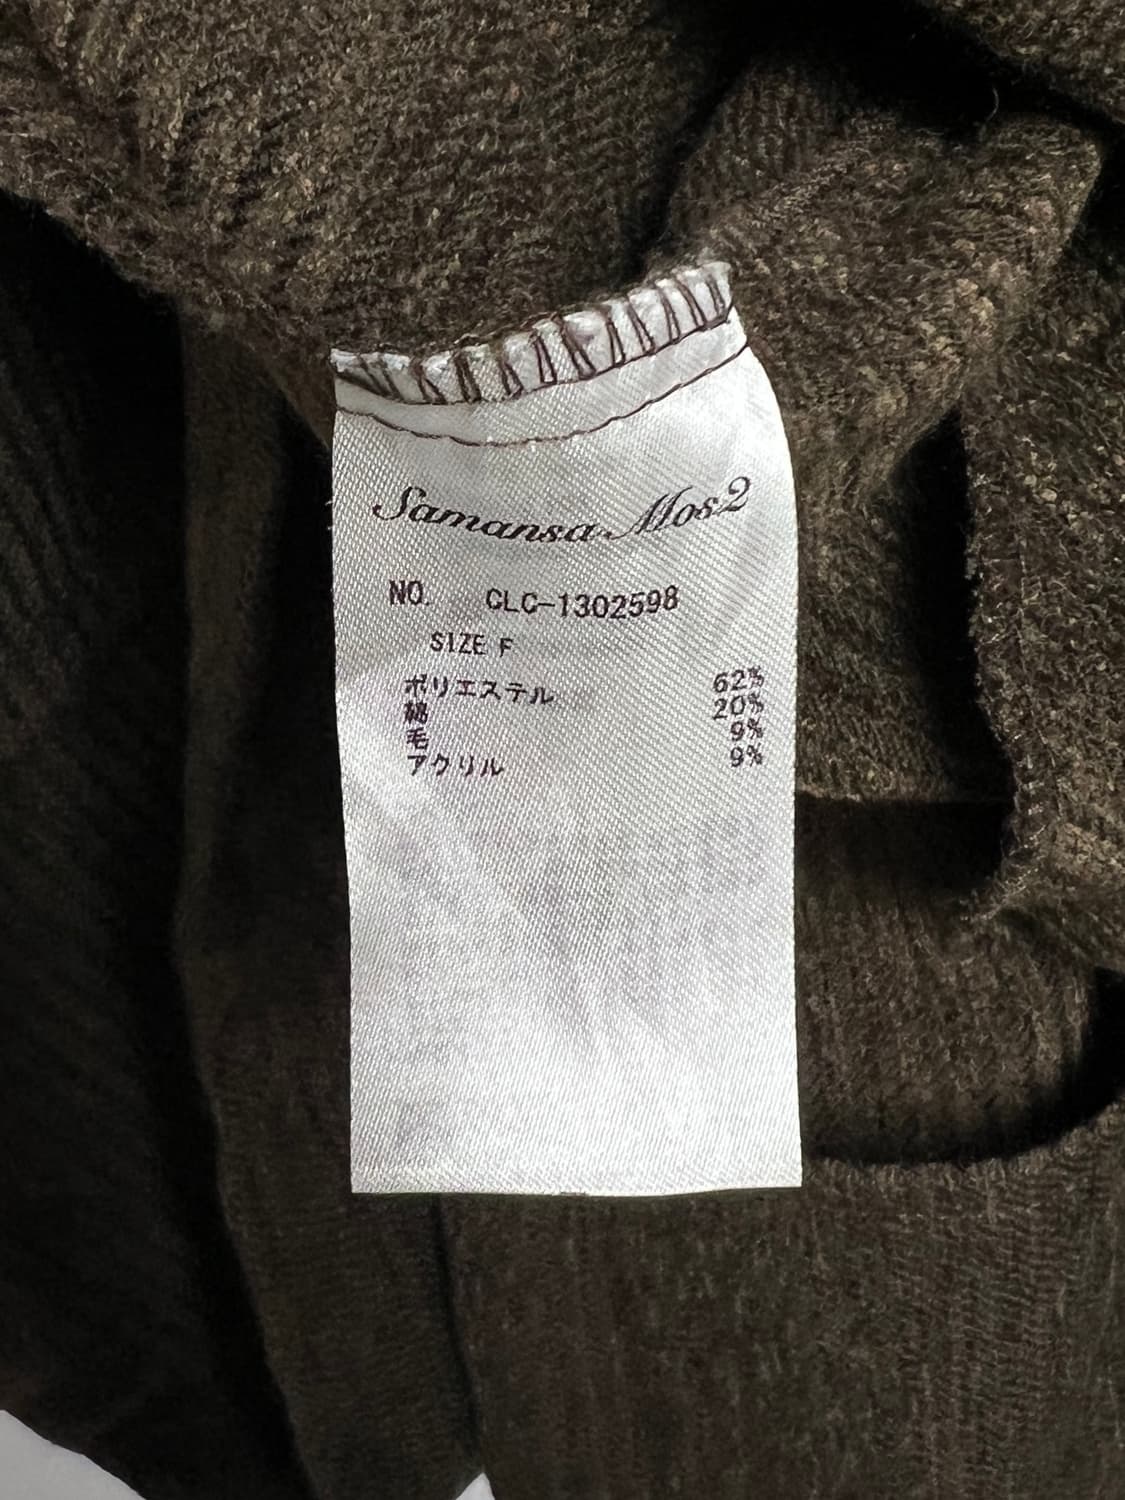 Samansa Mos2
NO. CLC-1302598
SIZE F
ポリエステル 62%
綿 20%
毛 9%
アクリル 9%